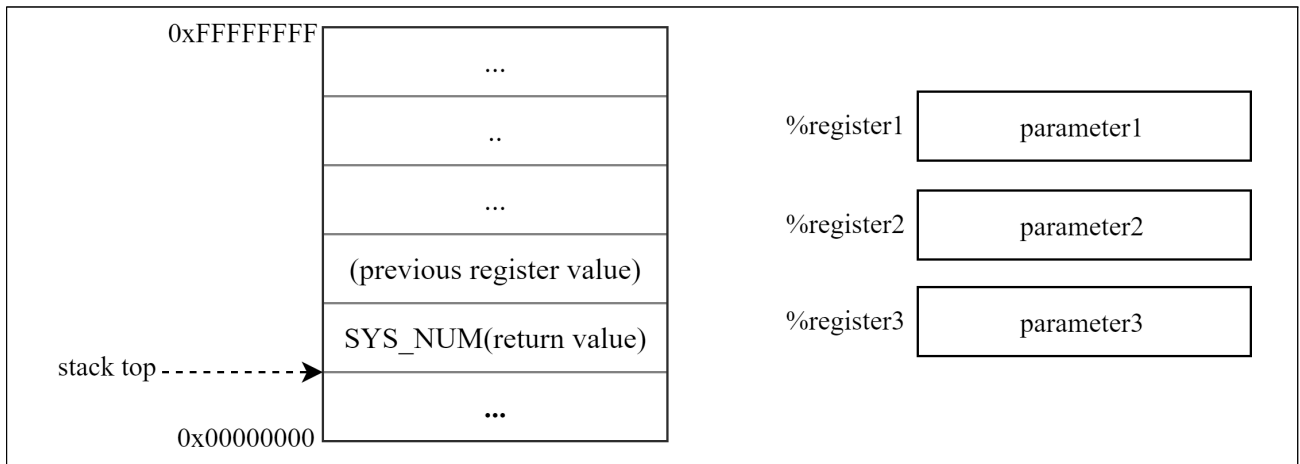 0xFFFFFFFF
...
..
...
(previous register value)
SYS_NUM(return value)
stack top
...
0x00000000
%register1 parameter1
%register2 parameter2
%register3 parameter3